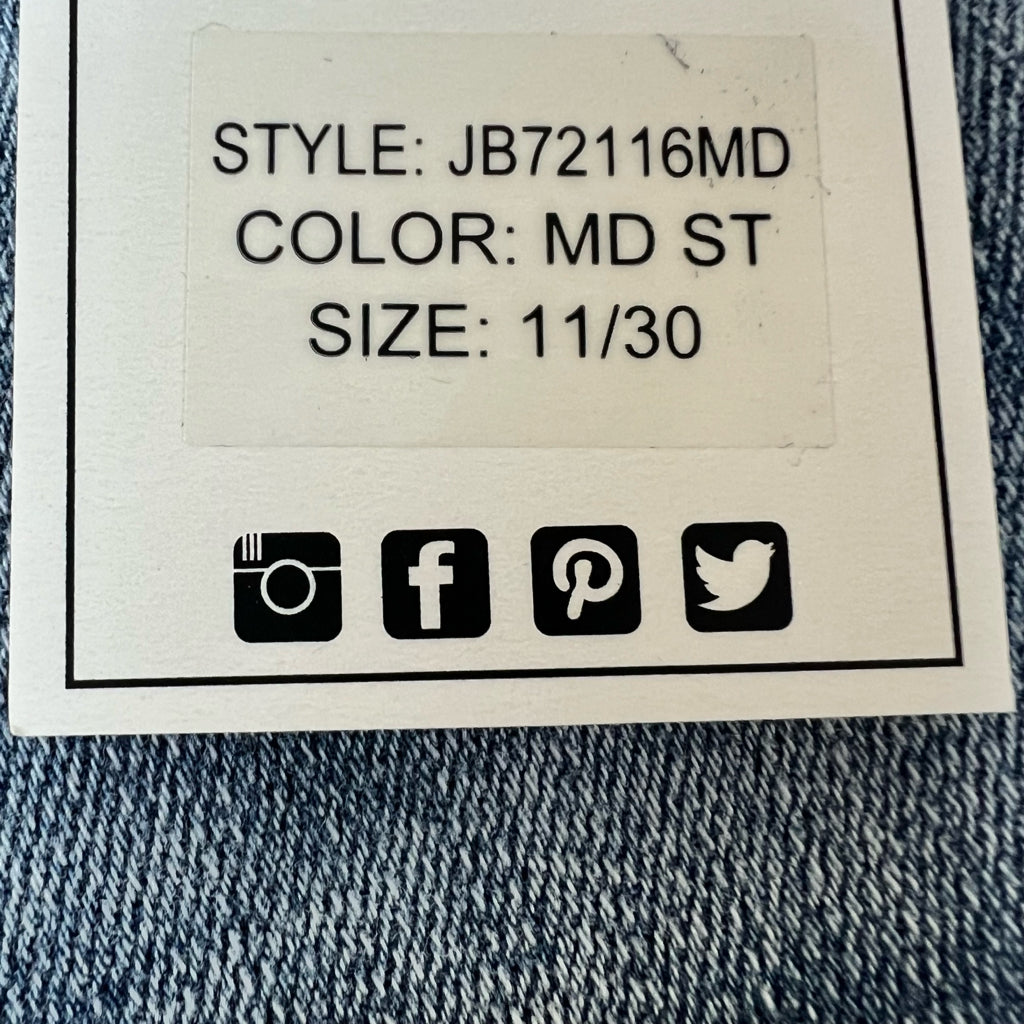 STYLE: JB72116MD
COLOR: MD ST
SIZE: 11/30